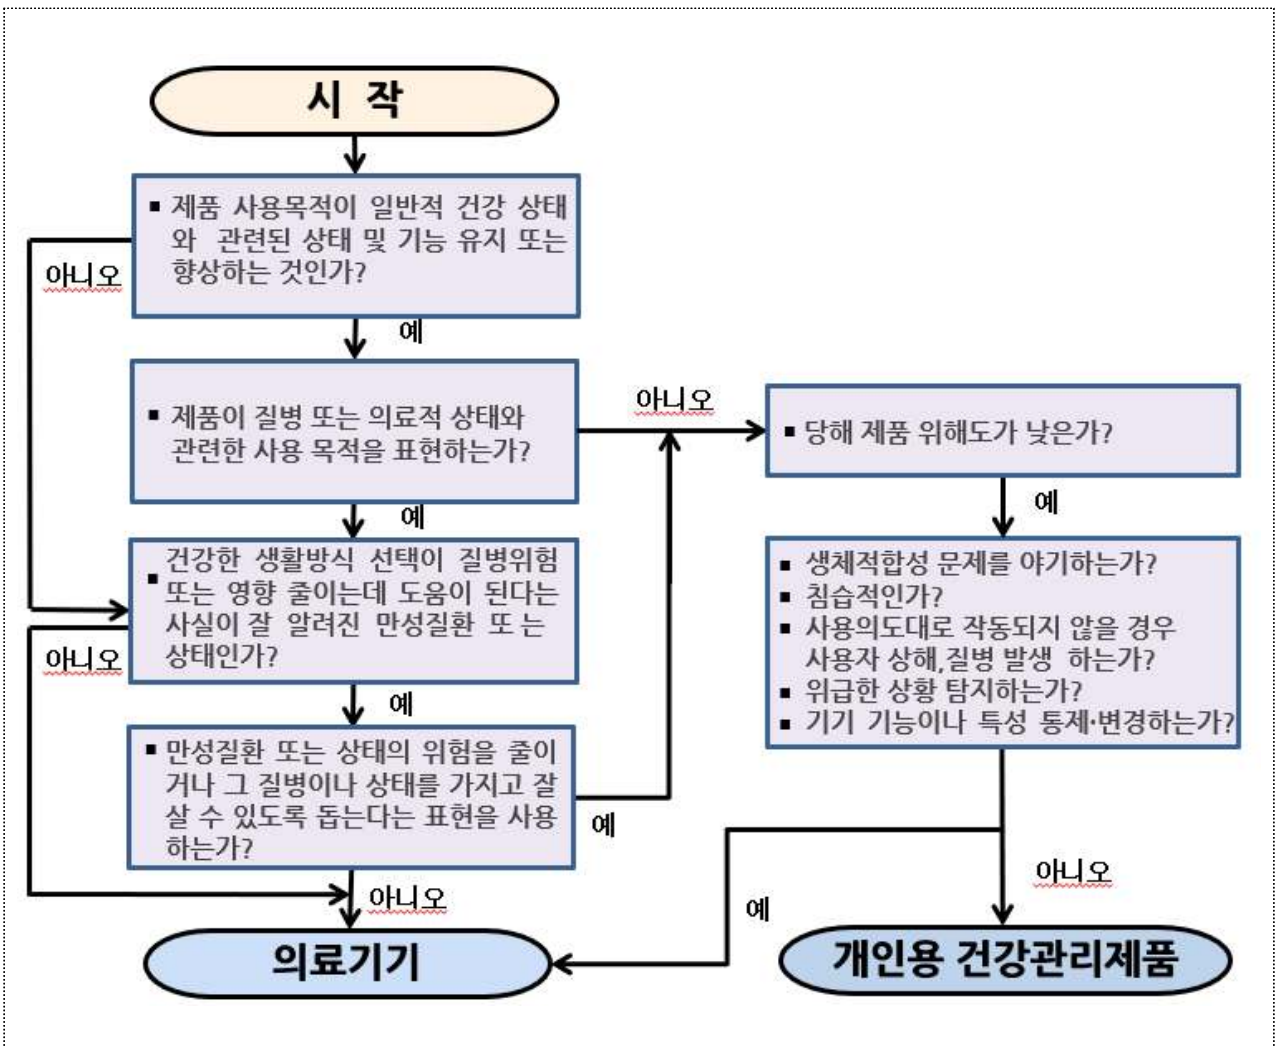 시 작
▪ 제품 사용목적이 일반적 건강 상태
와 관련된 상태 및 기능 유지 또는
향상하는 것인가?
아니오
예
▪ 제품이 질병 또는 의료적 상태와
관련한 사용 목적을 표현하는가?
아니오
▪ 당해 제품 위해도가 낮은가?
예
예
▪ 건강한 생활방식 선택이 질병위험
또는 영향 줄이는데 도움이 된다는
사실이 잘 알려진 만성질환 또 는
상태인가?
▪ 생체적합성 문제를 야기하는가?
▪ 침습적인가?
▪ 사용의도대로 작동되지 않을 경우
사용자 상해,질병 발생 하는가?
▪ 위급한 상황 탐지하는가?
▪ 기기 기능이나 특성 통제·변경하는가?
아니오
예
▪ 만성질환 또는 상태의 위험을 줄이
거나 그 질병이나 상태를 가지고 잘
살 수 있도록 돕는다는 표현을 사용
하는가?
예
아니오
아니오
예
의료기기
개인용 건강관리제품